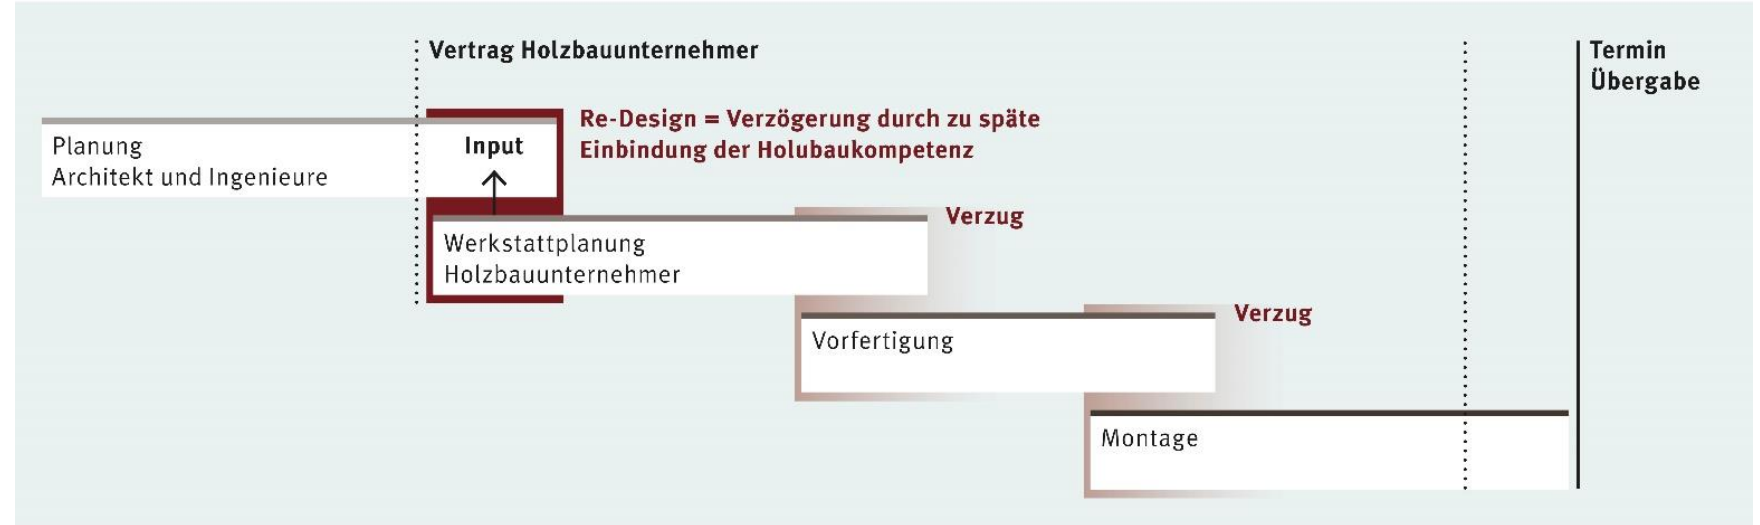 Vertrag Holzbauunternehmer
Termin
Übergabe
Re-Design = Verzögerung durch zu späte
Einbindung der Holubaukompetenz
Planung
Architekt und Ingenieure
Input
Verzug
Werkstattplanung
Holzbauunternehmer
Verzug
Vorfertigung
Montage